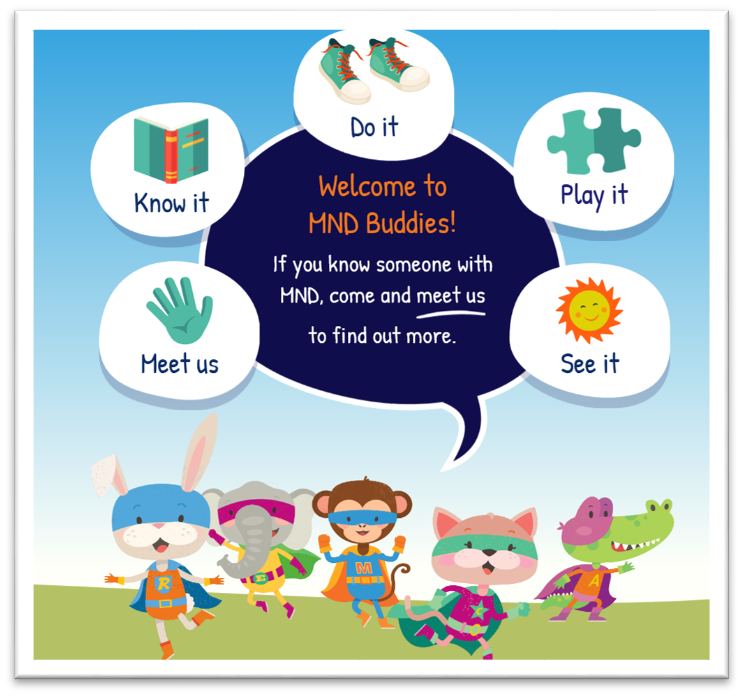 Do it
Know it
Play it
Welcome to
MND Buddies!
If you know someone with
MND, come and meet us
to find out more.
Meet us
See it
R
E
M
A